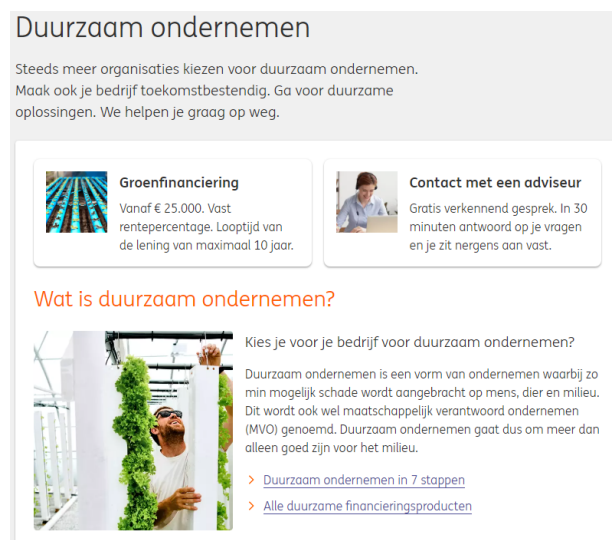 Duurzaam ondernemen
Steeds meer organisaties kiezen voor duurzaam ondernemen.
Maak ook je bedrijf toekomstbestendig. Ga voor duurzame
oplossingen. We helpen je graag op weg.
Groenfinanciering
Vanaf € 25.000. Vast
rentepercentage. Looptijd van
de lening van maximaal 10 jaar.
Contact met een adviseur
Gratis verkennend gesprek. In 30
minuten antwoord op je vragen
en je zit nergens aan vast.
Wat is duurzaam ondernemen?
Kies je voor je bedrijf voor duurzaam ondernemen?
Duurzaam ondernemen is een vorm van ondernemen waarbij zo
min mogelijk schade wordt aangebracht op mens, dier en milieu.
Dit wordt ook wel maatschappelijk verantwoord ondernemen
(MVO) genoemd. Duurzaam ondernemen gaat dus om meer dan
alleen goed zijn voor het milieu.
Duurzaam ondernemen in 7 stappen
Alle duurzame financieringsproducten